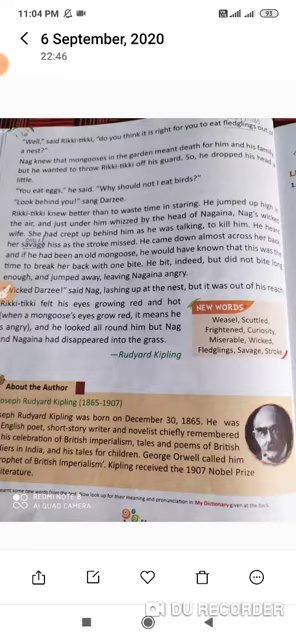 11:04 PM
93
6 September, 2020
22:46
"Well," said Rikki-tikki, "do you think it is right for you to eat fledglings out of
a nest?"
Nag knew that mongooses in the garden meant death for him and his family
but he wanted to throw Rikki-tikki off his guard. So, he dropped his head a
little.
"You eat eggs," he said. "Why should not I eat birds?"
"Look behind you!" sang Darzee.
Rikki-tikki knew better than to waste time in staring. He jumped up
the air, and just under him whizzed by the head of Nagaina, Nag's wicked
wife. She had crept up behind him as he was talking, to kill him. He heard
her savage hiss as the stroke missed. He came down almost across her back
and if he had been an old mongoose, he would have known that this was the
time to break her back with one bite. He bit, indeed, but did not bite long
enough, and jumped away, leaving Nagaina angry.
"Wicked Darzee!" said Nag, lashing up at the nest, but it was out of his reach
Rikki-tikki felt his eyes growing red and hot
(when a mongoose's eyes grow red, it means he
is angry), and he looked all round him but Nag
nd Nagaina had disappeared into the grass.
–Rudyard Kipling
NEW WORDS
Weasel, Scuttled,
Frightened, Curiosity,
Miserable, Wicked,
Fledglings, Savage, Stroke
About the Author
oseph Rudyard Kipling (1865-1907)
seph Rudyard Kipling was born on December 30, 1865. He was
English poet, short-story writer and novelist chiefly remembered
his celebration of British imperialism, tales and poems of British
diers in India, and his tales for children. George Orwell called him
rophet of British Imperialism'. Kipling received the 1907 Nobel Prize
iterature.
My Dictionary given at the
REDMI NOTE 8
AI QUAD CAMERA
DU RECORDER